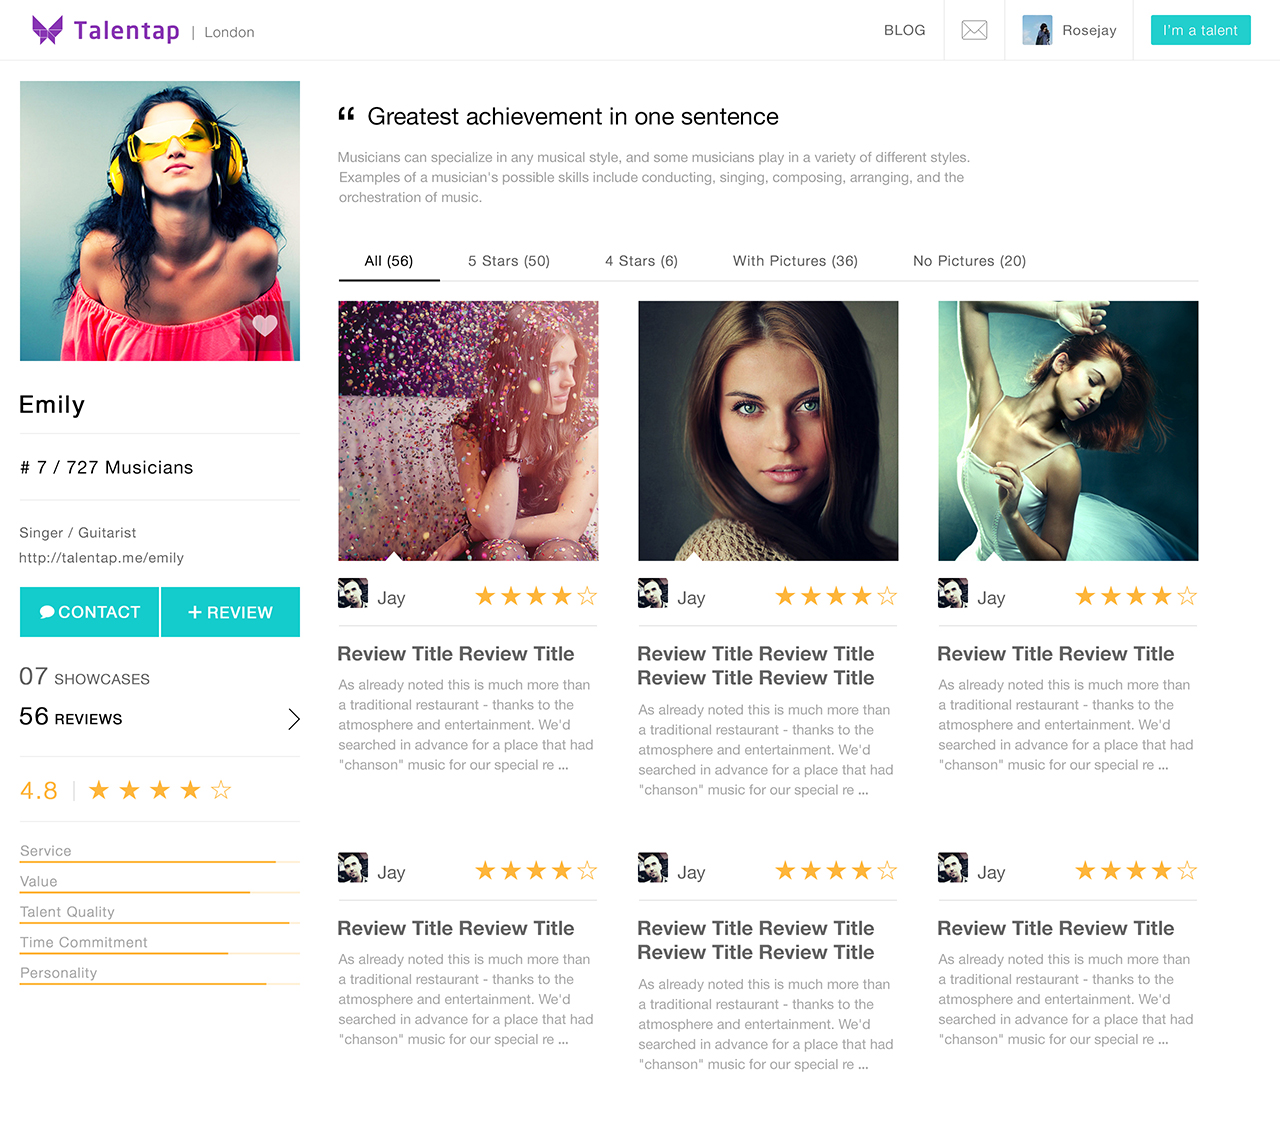 Talentap | London
BLOG
Rosejay
I'm a talent
Emily
# 7 / 727 Musicians
Singer / Guitarist
http://talentap.me/emily
CONTACT
+ REVIEW
07 SHOWCASES
56 REVIEWS
4.8
Service
Value
Talent Quality
Time Commitment
Personality
“ Greatest achievement in one sentence
Musicians can specialize in any musical style, and some musicians play in a variety of different styles.
Examples of a musician's possible skills include conducting, singing, composing, arranging, and the
orchestration of music.
All (56)
5 Stars (50)
4 Stars (6)
With Pictures (36)
No Pictures (20)
Jay
Review Title Review Title
As already noted this is much more than
a traditional restaurant - thanks to the
atmosphere and entertainment. We'd
searched in advance for a place that had
"chanson" music for our special re ...
Jay
Review Title Review Title
Review Title Review Title
As already noted this is much more than
a traditional restaurant - thanks to the
atmosphere and entertainment. We'd
searched in advance for a place that had
"chanson" music for our special re ...
Jay
Review Title Review Title
As already noted this is much more than
a traditional restaurant - thanks to the
atmosphere and entertainment. We'd
searched in advance for a place that had
"chanson" music for our special re ...
Jay
Review Title Review Title
As already noted this is much more than
a traditional restaurant - thanks to the
atmosphere and entertainment. We'd
searched in advance for a place that had
"chanson" music for our special re ...
Jay
Review Title Review Title
Review Title Review Title
As already noted this is much more than
a traditional restaurant - thanks to the
atmosphere and entertainment. We'd
searched in advance for a place that had
"chanson" music for our special re ...
Jay
Review Title Review Title
As already noted this is much more than
a traditional restaurant - thanks to the
atmosphere and entertainment. We'd
searched in advance for a place that had
"chanson" music for our special re ...